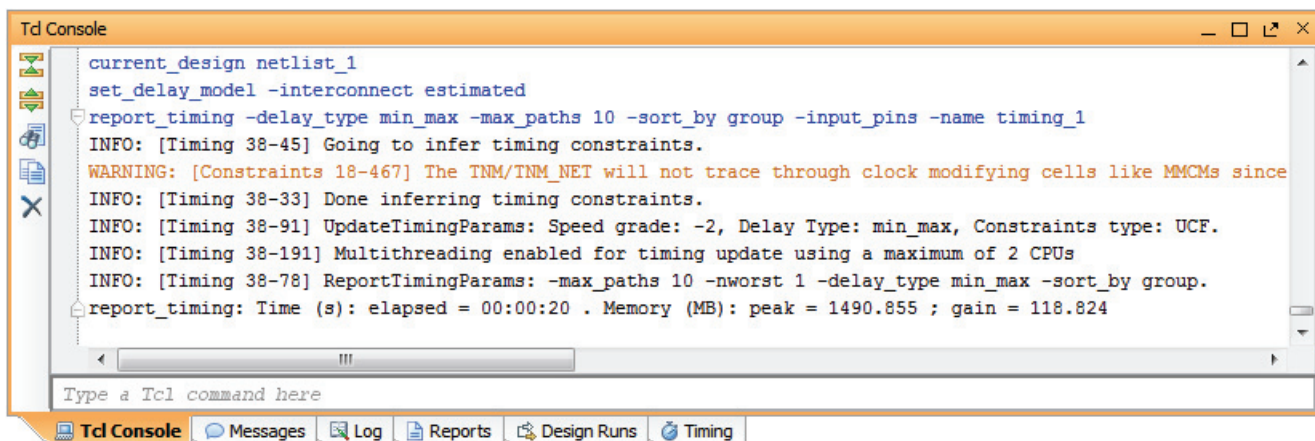 Tcl Console
current_design netlist_1
set_delay_model -interconnect estimated
report_timing -delay_type min_max -max_paths 10 -sort_by group -input_pins -name timing_1
INFO: [Timing 38-45] Going to infer timing constraints.
WARNING: [Constraints 18-467] The TNM/TNM_NET will not trace through clock modifying cells like MMCMs since
INFO: [Timing 38-33] Done inferring timing constraints.
INFO: [Timing 38-91] UpdateTimingParams: Speed grade: -2, Delay Type: min_max, Constraints type: UCF.
INFO: [Timing 38-191] Multithreading enabled for timing update using a maximum of 2 CPUs
INFO: [Timing 38-78] ReportTimingParams: -max_paths 10 -nworst 1 -delay_type min_max -sort_by group.
report_timing: Time (s): elapsed = 00:00:20 . Memory (MB): peak = 1490.855 ; gain = 118.824
Type a Tcl command here
Tcl Console Messages Log Reports Design Runs Timing